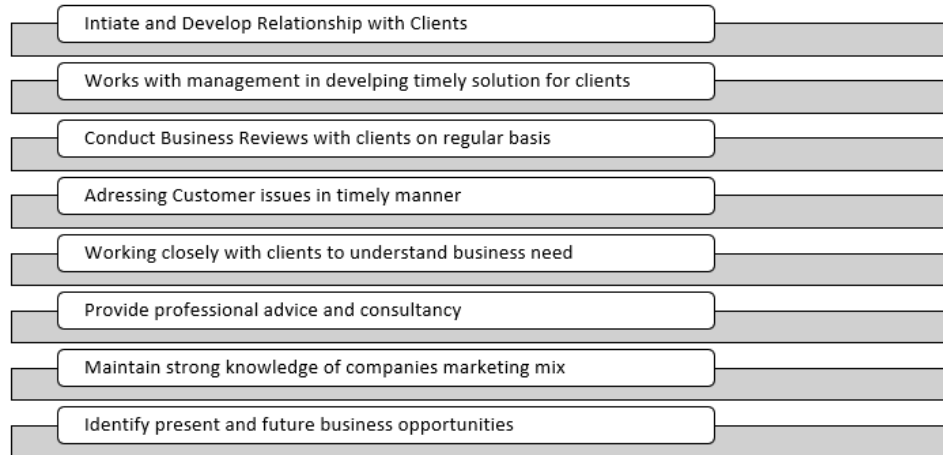 Intiate and Develop Relationship with Clients
Works with management in develping timely solution for clients
Conduct Business Reviews with clients on regular basis
Adressing Customer issues in timely manner
Working closely with clients to understand business need
Provide professional advice and consultancy
Maintain strong knowledge of companies marketing mix
Identify present and future business opportunities